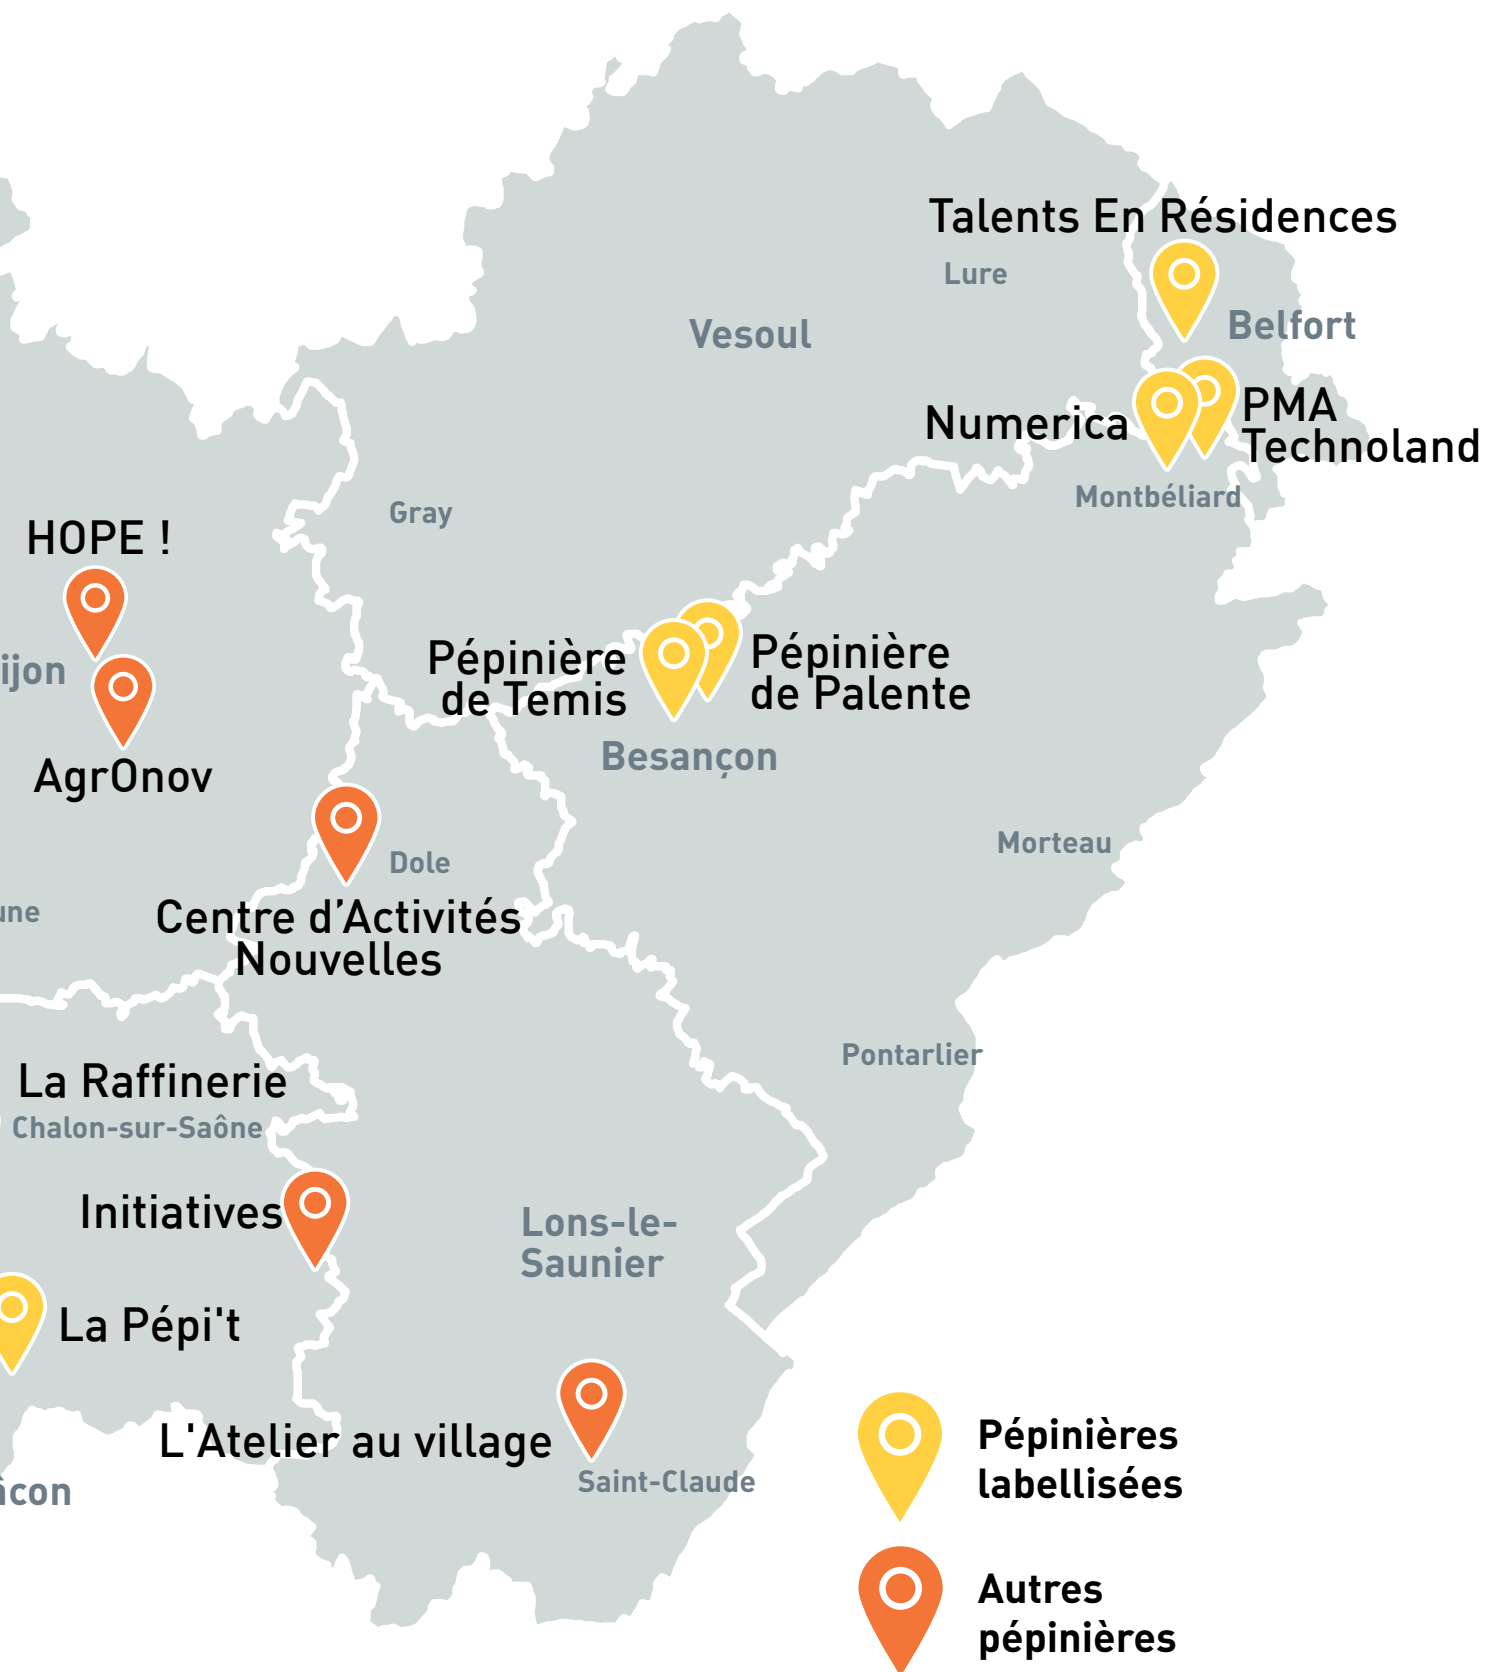 Talents En Résidences
Lure
Belfort
Vesoul
PMA
Technoland
Numerica
Montbéliard
Gray
HOPE !
ijon
AgrOnov
Pépinière
de Temis
Pépinière
de Palente
Besançon
Morteau
Dole
une
Centre d’Activités
Nouvelles
Pontarlier
La Raffinerie
Chalon-sur-Saône
Initiatives
Lons-le-
Saunier
La Pépi't
L'Atelier au village
Saint-Claude
âcon
Pépinières
labellisées
Autres
pépinières